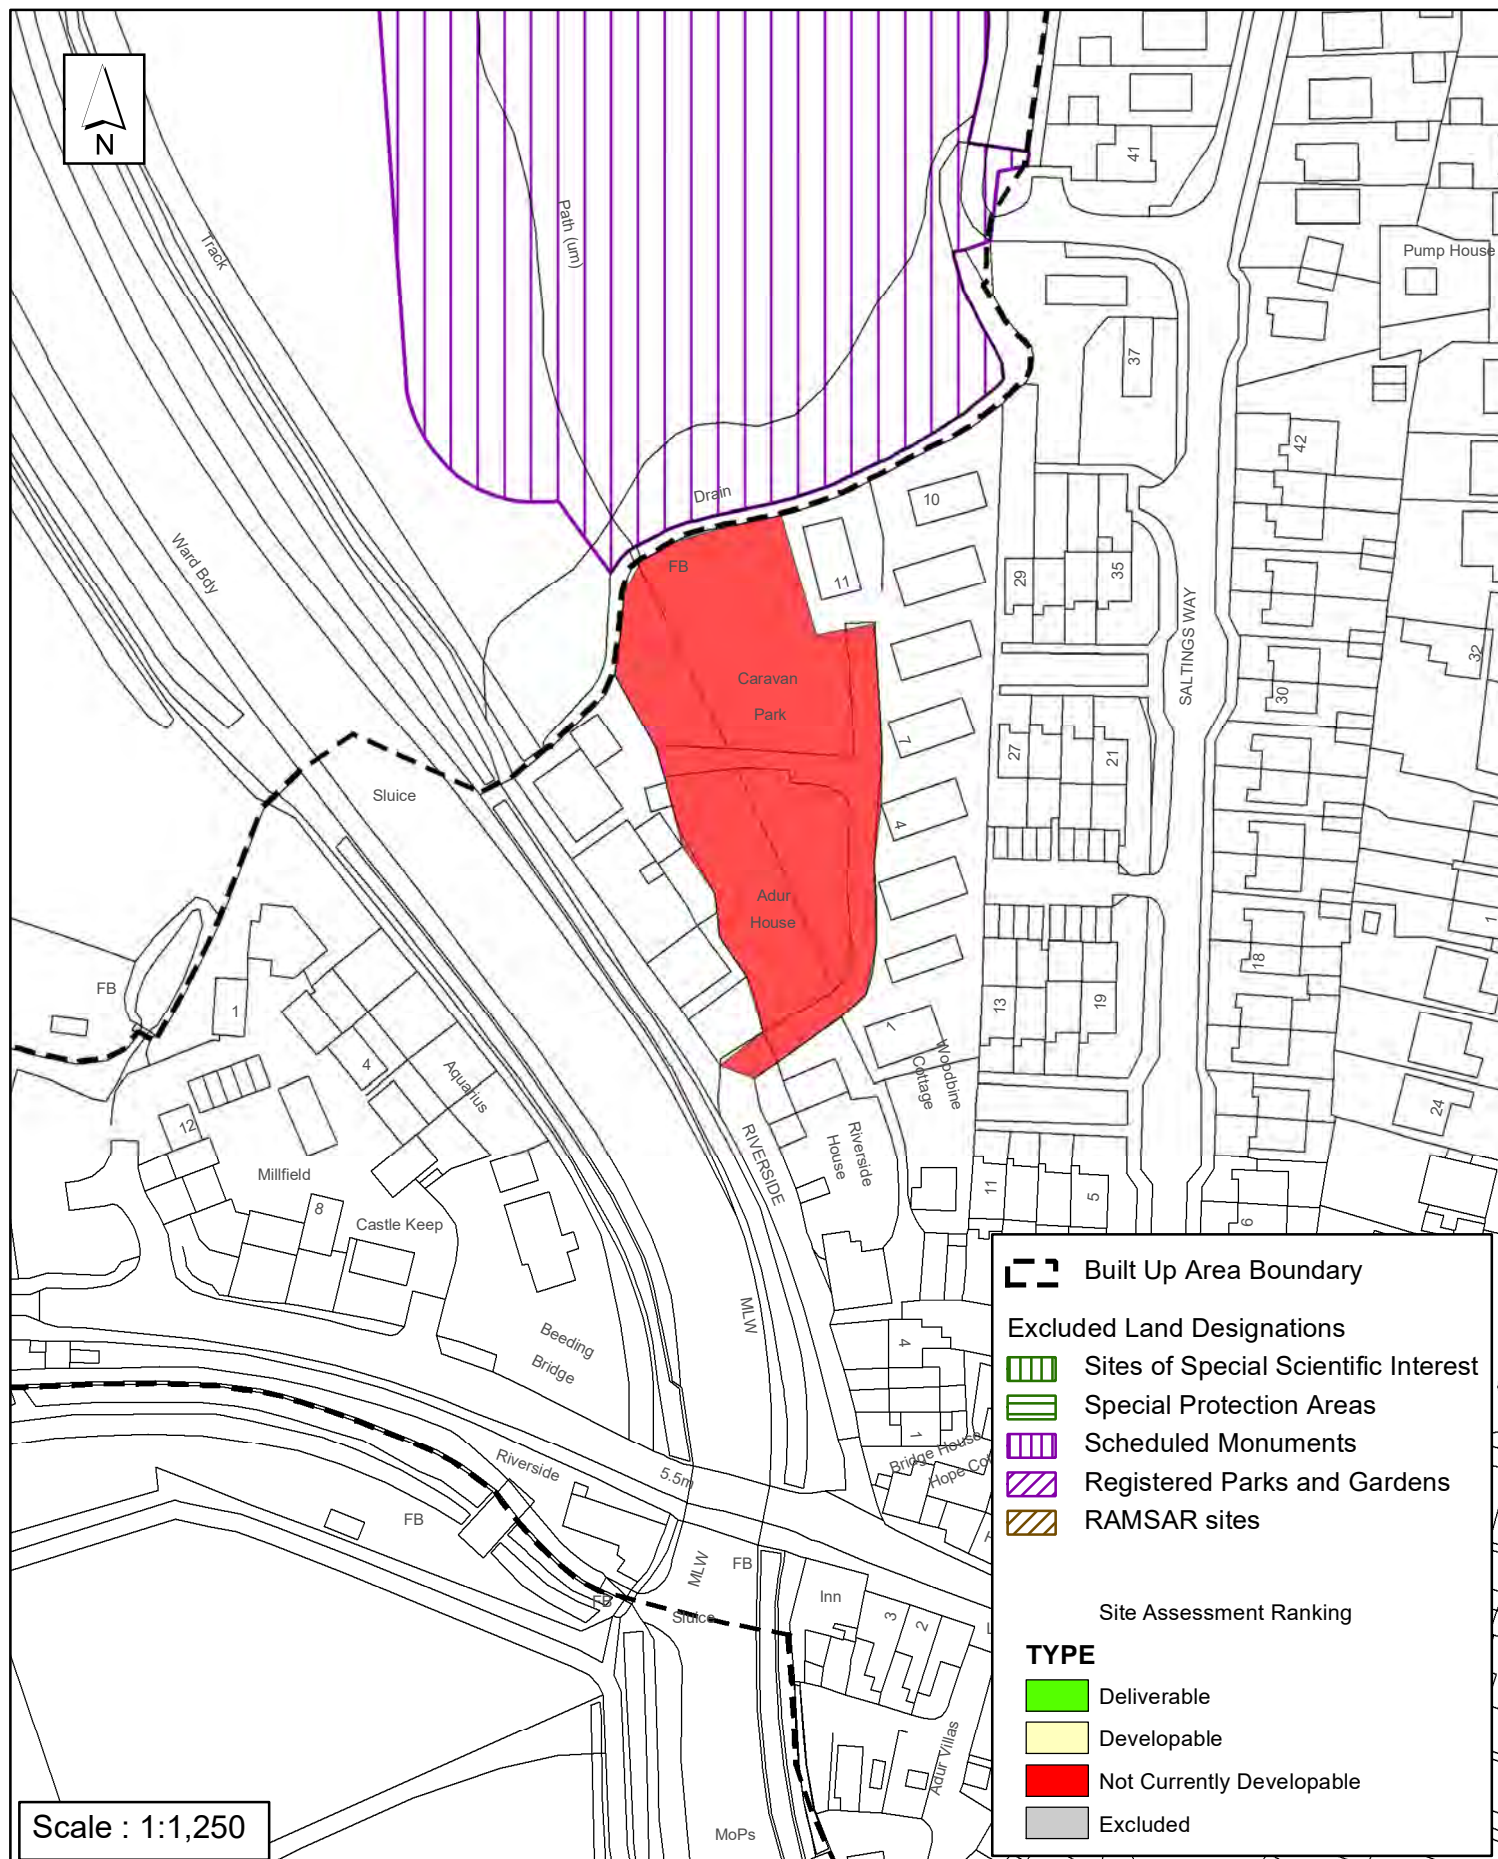 N
41
Track
Path (um)
Pump House
37
42
Drain
10
Ward Bdy
FB
11
29
35
SALTINGS WAY
32
Caravan
Park
30
7
27
21
Sluice
4
Adur
House
18
1
FB
1
13
19
1
4
Aquarius
Woodbine
Cottage
24
12
RIVERSIDE
Riverside
House
Millfield
11
5
8
Castle Keep
6
MLW
Beeding
Bridge
4
1
Bridge House
Riverside
5.5m
FB
MLW
FB
FB
Sluice
Inn
3
2
Adur Villas
MoPs
Built Up Area Boundary
Excluded Land Designations
Sites of Special Scientific Interest
Special Protection Areas
Scheduled Monuments
Registered Parks and Gardens
RAMSAR sites
Site Assessment Ranking
TYPE
Deliverable
Developable
Not Currently Developable
Excluded
Scale : 1:1,250